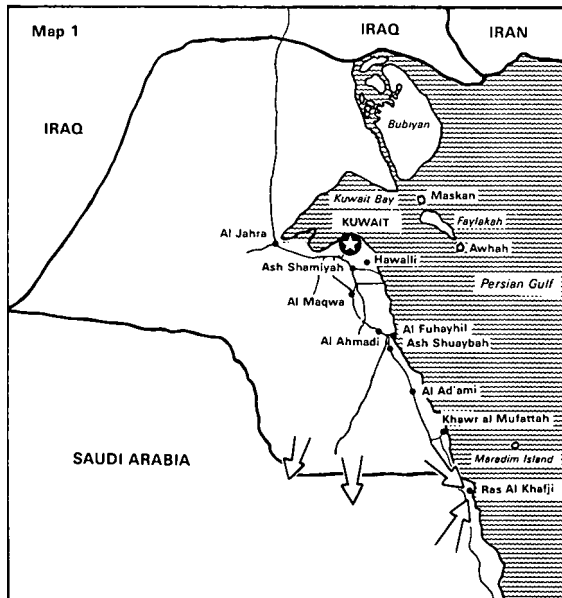 Map 1
IRAQ
IRAN
IRAQ
Bubiyan
Kuwait Bay
Maskan
KUWAIT
Faylakah
Al Jahra
Awhah
Hawalli
Ash Shamiyah
Persian Gulf
Al Maqwa
Al Fuhayhil
Al Ahmadi
Ash Shuaybah
Al Ad'ami
Khawr al Mufattah
SAUDI ARABIA
Maradim Island
Ras Al Khafji